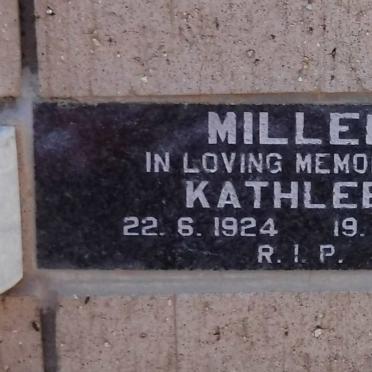 MILLE
IN LOVING MEMO
KATHLEE
22. 6. 1924 19.
R. I. P.